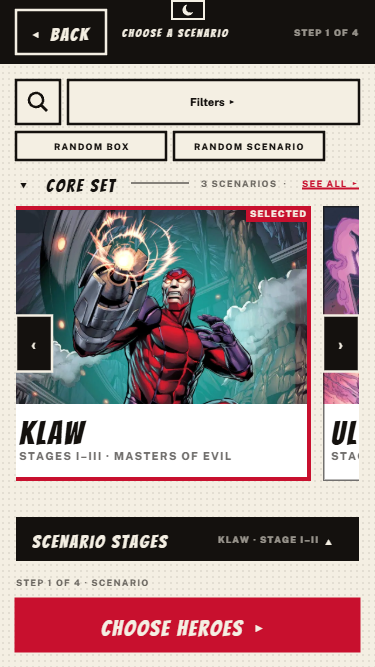 ◂ BACK
CHOOSE A SCENARIO
STEP 1 OF 4
Filters ▸
RANDOM BOX
RANDOM SCENARIO
▾ CORE SET
3 SCENARIOS ·
SEE ALL ▸
SELECTED
‹
›
KLAW
STAGES I–III · MASTERS OF EVIL
UL
STAG
SCENARIO STAGES
KLAW · STAGE I–II ▴
STEP 1 OF 4 · SCENARIO
CHOOSE HEROES ▸